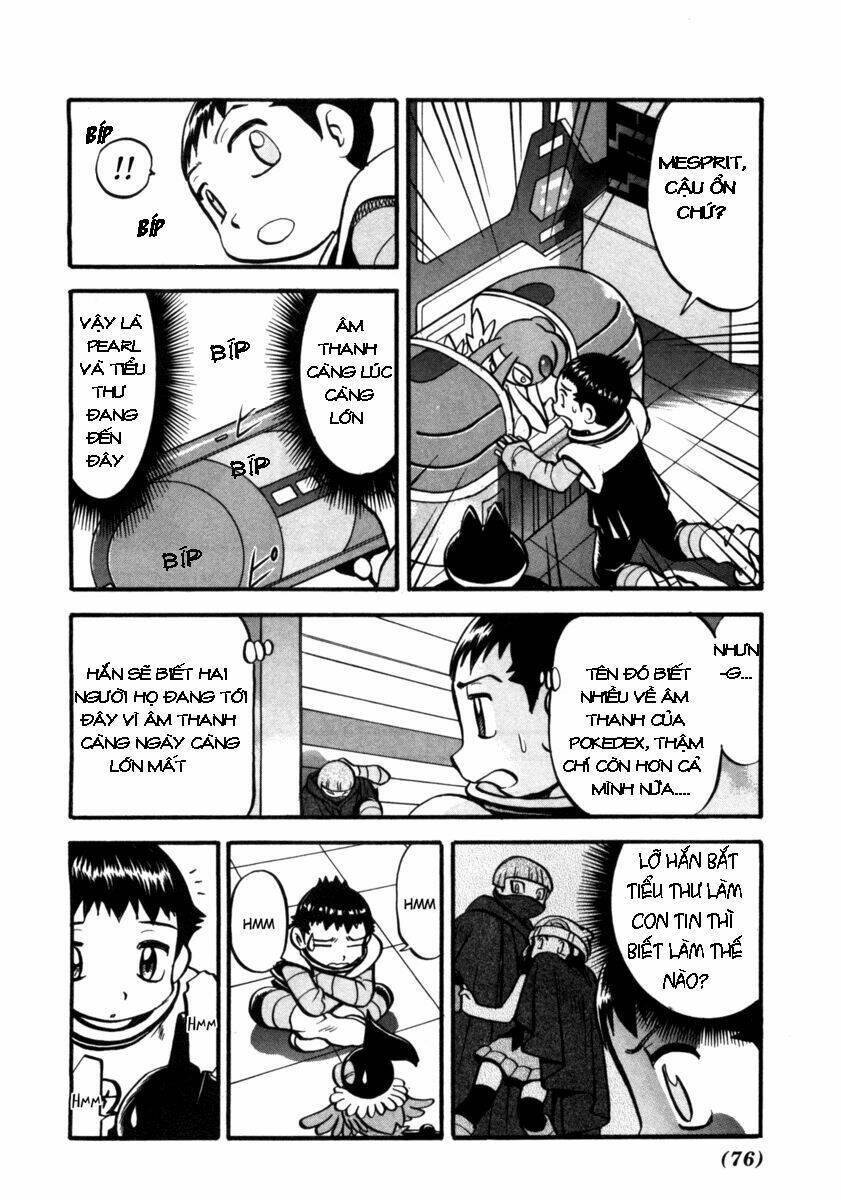 MESPRIT,
CẬU ỔN
CHỨ?
BÍP
!!
BÍP
ÂM
THANH
CÀNG LÚC
CÀNG
LỚN
BÍP
BÍP
BÍP
VẬY LÀ
PEARL
VÀ TIỂU
THƯ
ĐANG
ĐẾN
ĐÂY
NHƯN
-G...
TÊN ĐÓ BIẾT
NHIỀU VỀ ÂM
THANH CỦA
POKEDEX, THẬM
CHÍ CÒN HƠN CẢ
MÌNH NỮA....
HẮN SẼ BIẾT HAI
NGƯỜI HỌ ĐANG TỚI
ĐÂY VÌ ÂM THANH
CÀNG NGÀY CÀNG
LỚN MẤT
LỠ HẮN BẮT
TIỂU THƯ LÀM
CON TIN THÌ
BIẾT LÀM THẾ
NÀO?
HMM
HMM
HMM
HMM
(76)